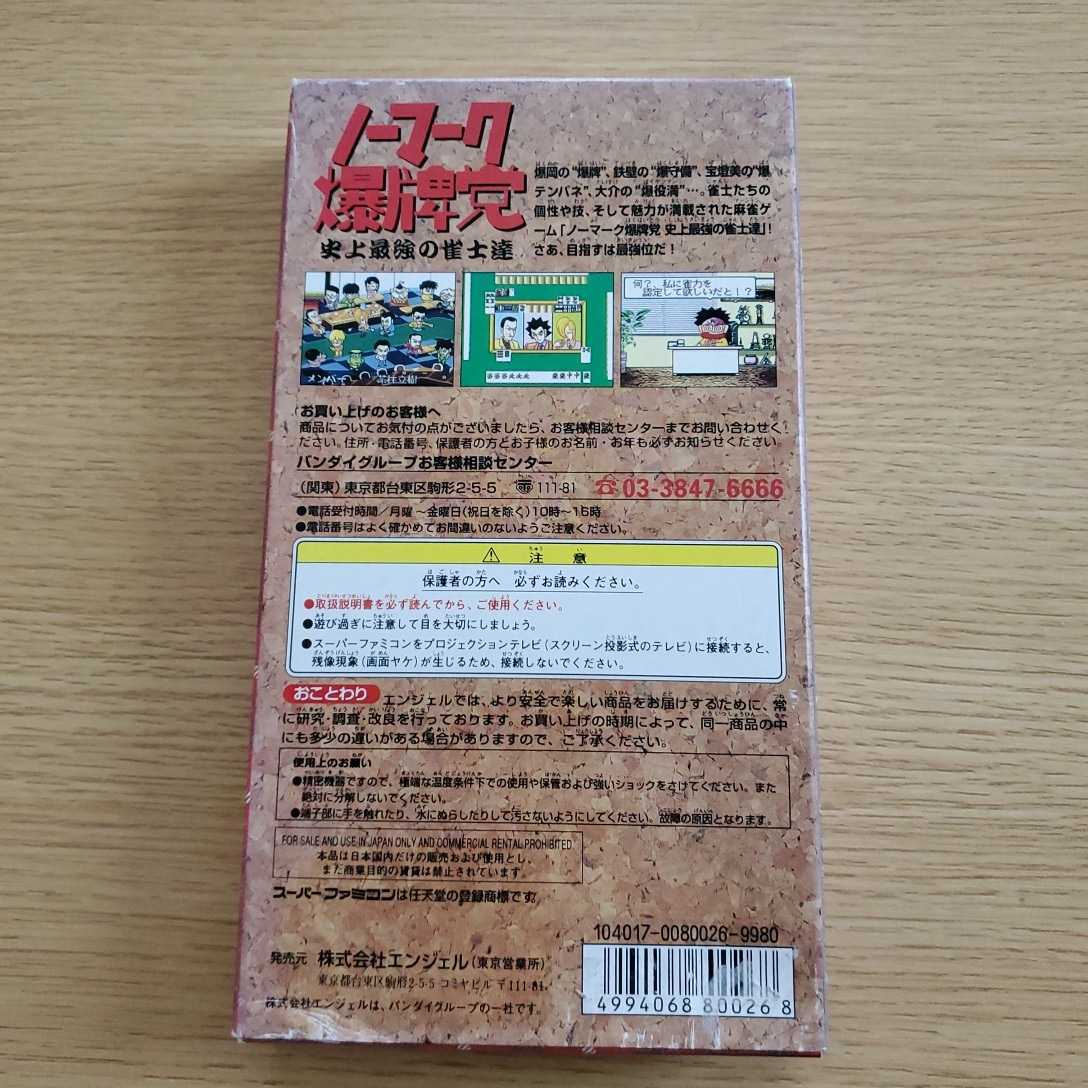 ノーマーク
爆牌党
史上最強の雀士達
爆岡の“爆牌”、鉄壁の“爆守備”、宝燈美の“爆
テンパネ”、大介の“爆役満”…。雀士たちの
個性や技、そして魅力が満載された麻雀ゲ
ーム「ノーマーク爆牌党 史上最強の雀士達」!
さあ、目指すは最強位だ!
何?、私に雀力を
認定して欲しいだと!?
お買い上げのお客様へ
商品についてお気付の点がございましたら、お客様相談センターまでお問い合わせく
ださい。住所・電話番号、保護者の方とお子様のお名前・お年も必ずお知らせください。
バンダイグループお客様相談センター
(関東)東京都台東区駒形2-5-5 〒111-81 ☎03-3847-6666
●電話受付時間/月曜〜金曜日(祝日を除く)10時〜16時
●電話番号はよく確かめてお間違いのないようご注意ください。
⚠ 注意
保護者の方へ 必ずお読みください。
●取扱説明書を必ず読んでから、ご使用ください。
●遊び過ぎに注意して目を大切にしましょう。
●スーパーファミコンをプロジェクションテレビ(スクリーン投影式のテレビ)に接続すると、
残像現象(画面ヤケ)が生じるため、接続しないでください。
おことわり エンジェルでは、より安全で楽しい商品をお届けするために、常
に研究・調査・改良を行っております。お買い上げの時期によって、同一商品の中
にも多少の違いがある場合がありますので、ご了承ください。
使用上のお願い
●精密機器ですので、極端な温度条件下での使用や保管および強いショックをさけてください。また
絶対に分解しないでください。
●端子部に手を触れたり、水にぬらしたりして汚さないようにしてください。故障の原因となります。
FOR SALE AND USE IN JAPAN ONLY AND COMMERCIAL RENTAL PROHIBITED.
本品は日本国内だけの販売および使用とし、
また商業目的の賃貸は禁止されています。
スーパーファミコンは任天堂の登録商標です。
104017-0080026-9980
発売元 株式会社エンジェル(東京営業所)
東京都台東区駒形2-5-5 コミヤビル 〒111-81
株式会社エンジェルは、バンダイグループの一社です。
4994068 800268